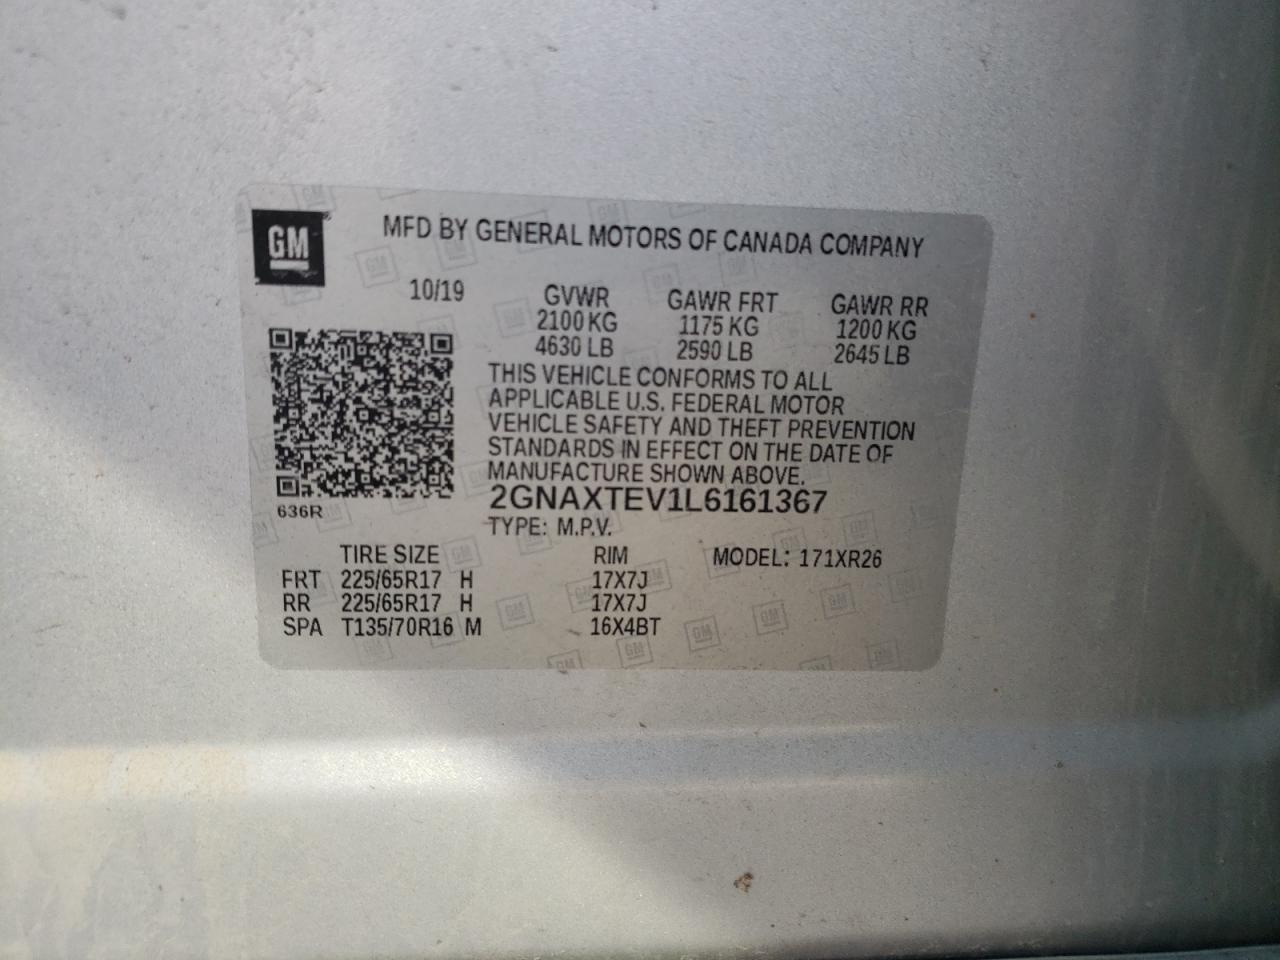 GM
MFD BY GENERAL MOTORS OF CANADA COMPANY
10/19 GVWR GAWR FRT GAWR RR
2100 KG 1175 KG 1200 KG
4630 LB 2590 LB 2645 LB
THIS VEHICLE CONFORMS TO ALL
APPLICABLE U.S. FEDERAL MOTOR
VEHICLE SAFETY AND THEFT PREVENTION
STANDARDS IN EFFECT ON THE DATE OF
MANUFACTURE SHOWN ABOVE.
2GNAXTEV1L6161367
636R
TYPE: M.P.V.
TIRE SIZE RIM MODEL: 171XR26
FRT 225/65R17 H 17X7J
RR 225/65R17 H 17X7J
SPA T135/70R16 M 16X4BT